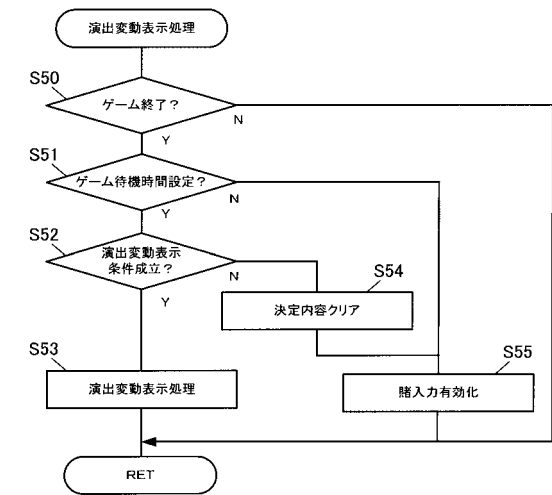 演出変動表示処理
S50
ゲーム終了？
N
Y
S51
ゲーム待機時間設定？
N
Y
S52
演出変動表示
条件成立？
N
Y
S54
決定内容クリア
S53
演出変動表示処理
S55
賭入力有効化
RET